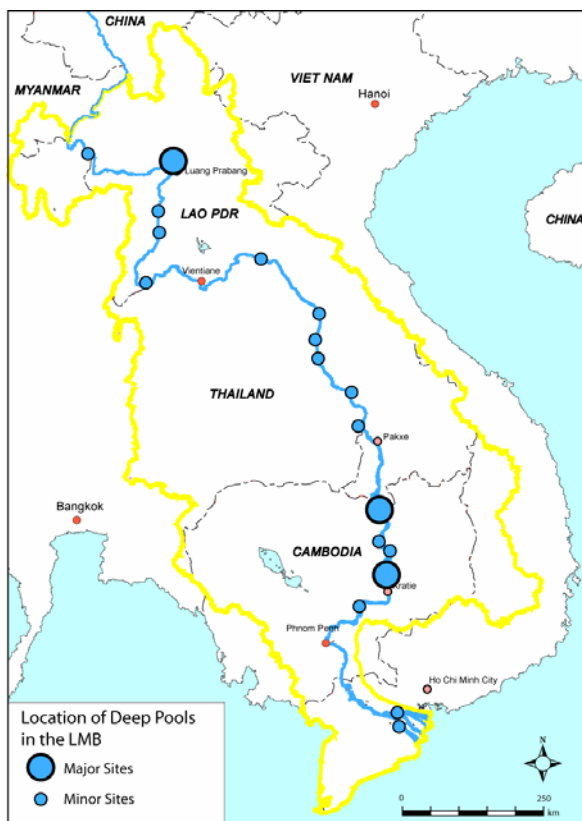 CHINA
VIET NAM
MYANMAR
Hanoi
Luang Prabang
LAO PDR
CHINA
Vientiane
THAILAND
Pakxe
Bangkok
CAMBODIA
Kratie
Phnom Penh
Ho Chi Minh City
Location of Deep Pools
in the LMB
Major Sites
Minor Sites
N
0 250
km